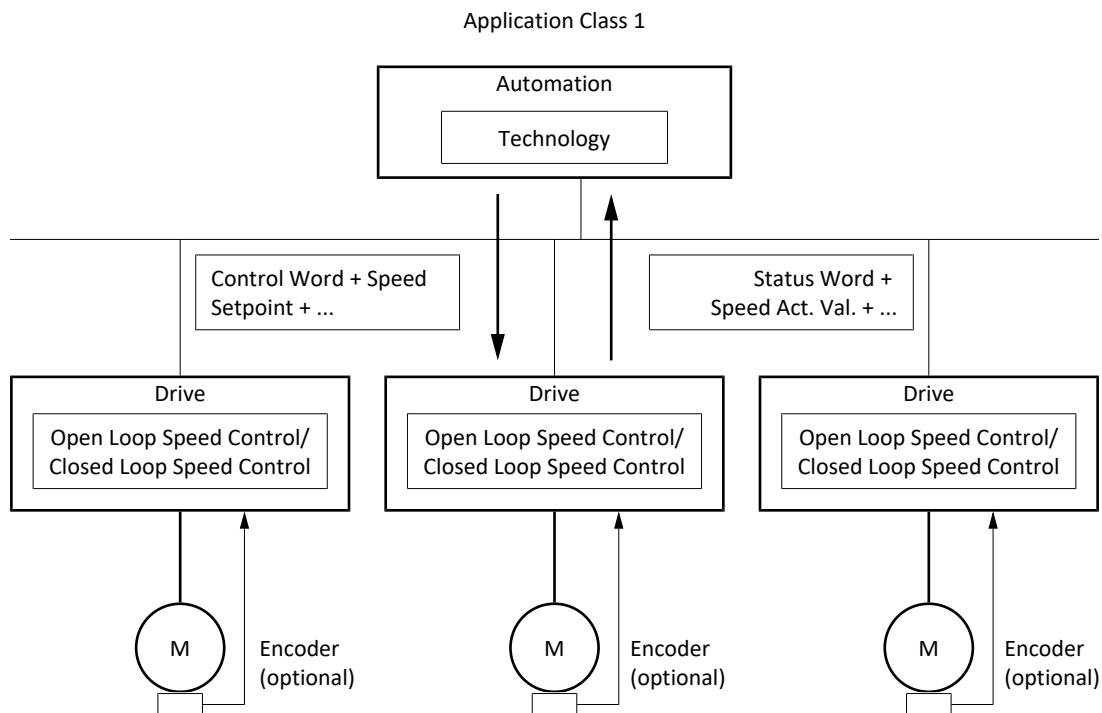 Application Class 1
Automation
Technology
Control Word + Speed
Setpoint + ...
Status Word +
Speed Act. Val. + ...
Drive
Open Loop Speed Control/
Closed Loop Speed Control
Drive
Open Loop Speed Control/
Closed Loop Speed Control
Drive
Open Loop Speed Control/
Closed Loop Speed Control
M
Encoder
(optional)
M
Encoder
(optional)
M
Encoder
(optional)